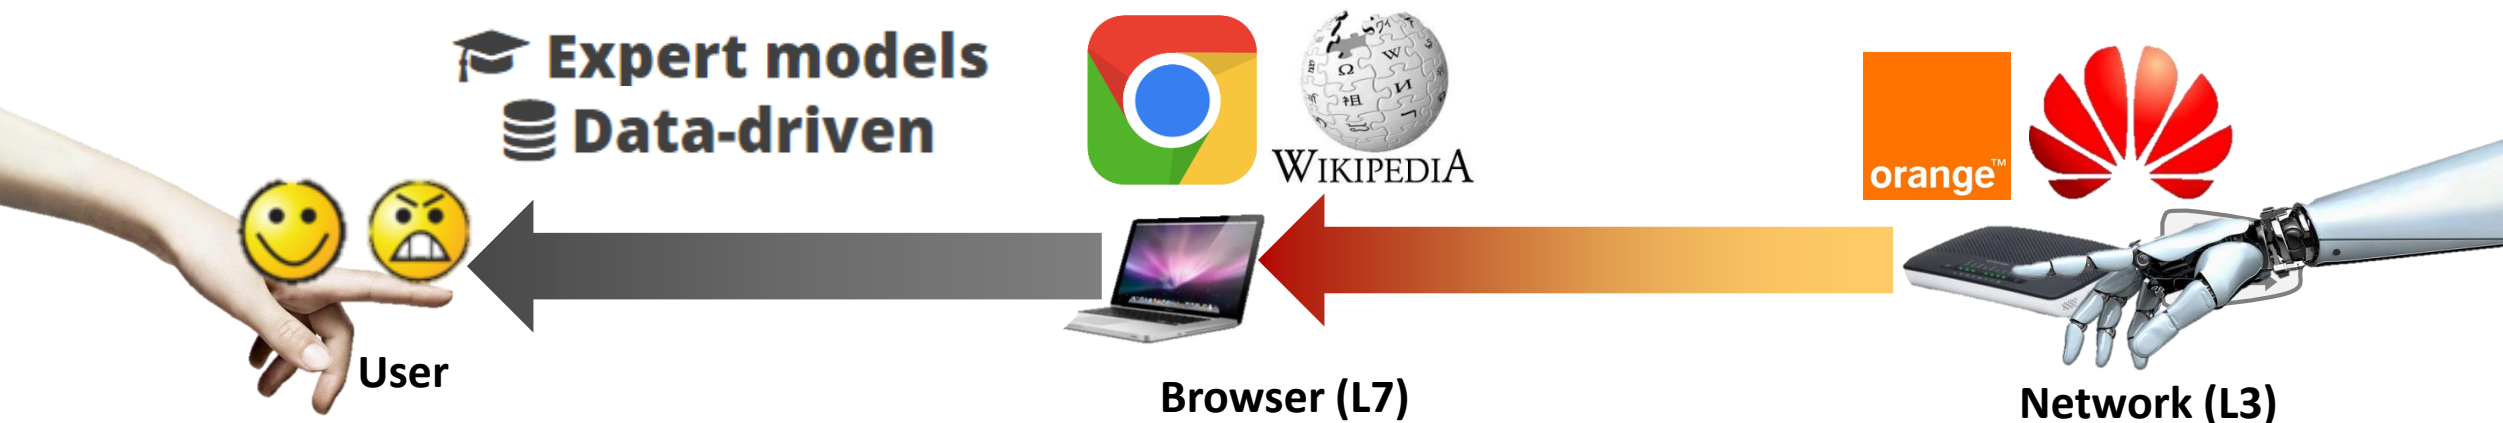 Expert models
Data-driven
WIKIPEDIA
orange™
User
Browser (L7)
Network (L3)